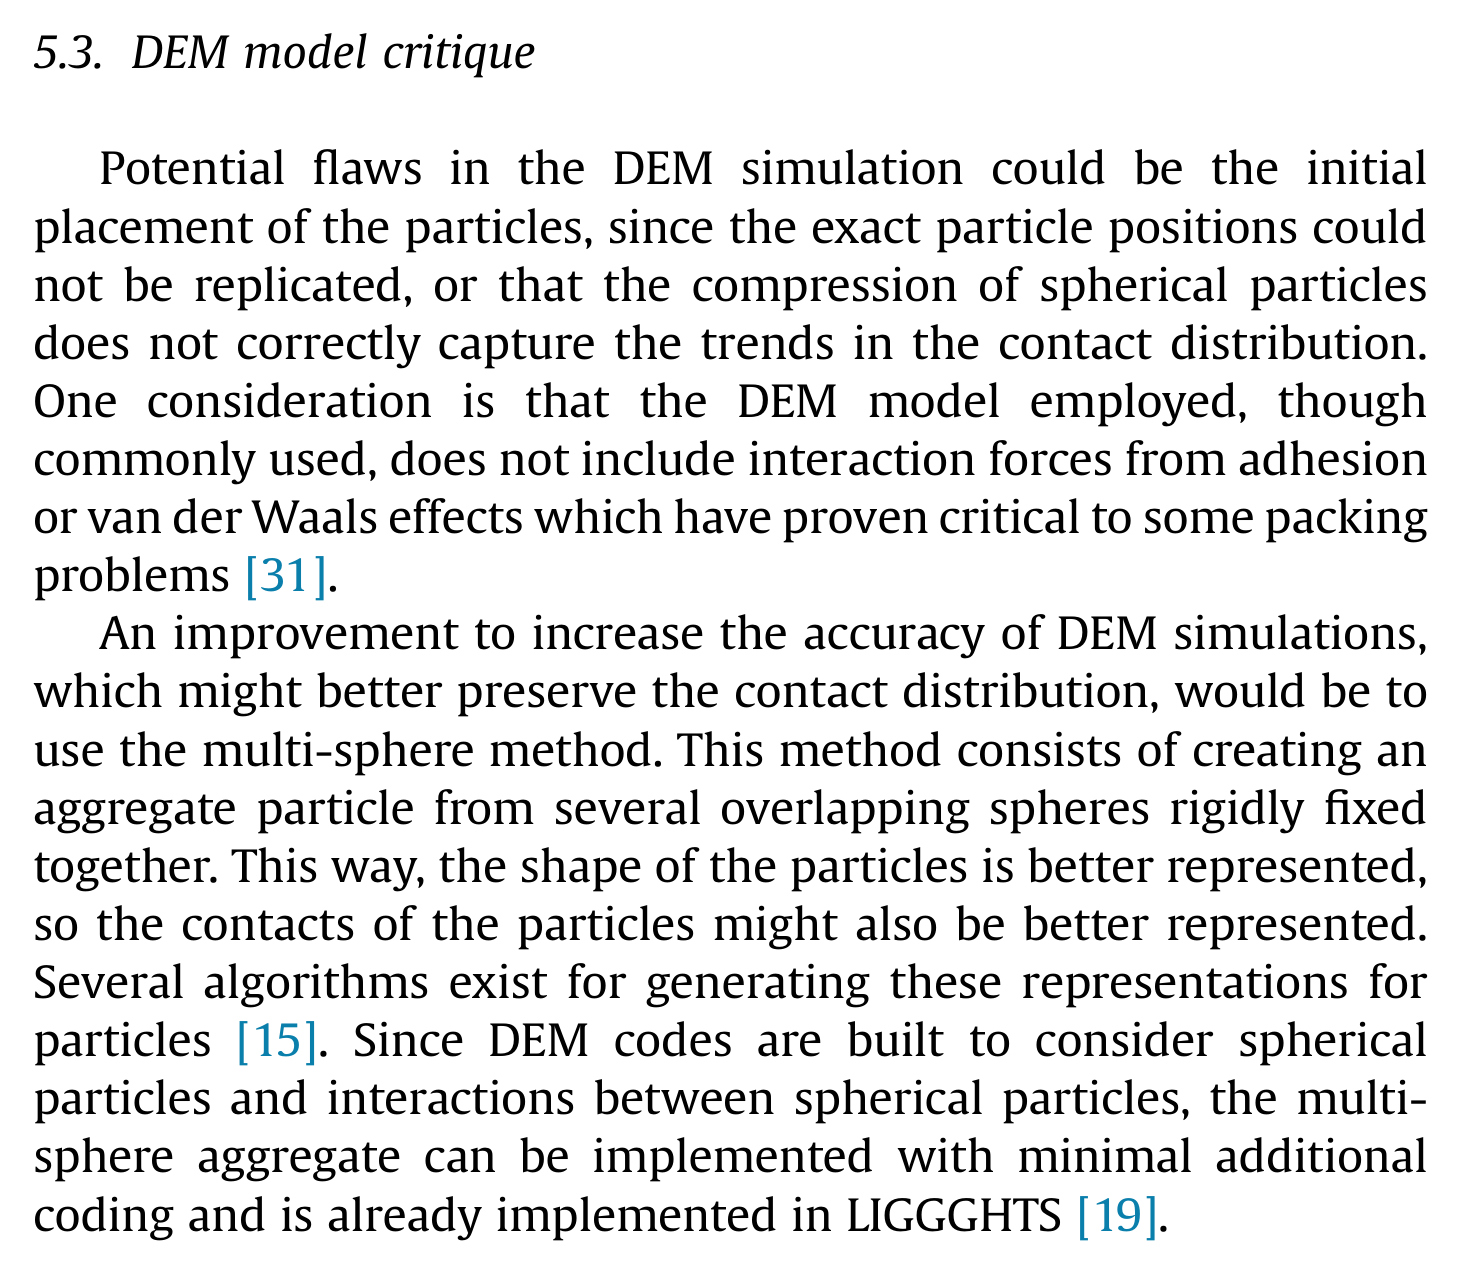 5.3. DEM model critique
Potential flaws in the DEM simulation could be the initial
placement of the particles, since the exact particle positions could
not be replicated, or that the compression of spherical particles
does not correctly capture the trends in the contact distribution.
One consideration is that the DEM model employed, though
commonly used, does not include interaction forces from adhesion
or van der Waals effects which have proven critical to some packing
problems [31].
An improvement to increase the accuracy of DEM simulations,
which might better preserve the contact distribution, would be to
use the multi-sphere method. This method consists of creating an
aggregate particle from several overlapping spheres rigidly fixed
together. This way, the shape of the particles is better represented,
so the contacts of the particles might also be better represented.
Several algorithms exist for generating these representations for
particles [15]. Since DEM codes are built to consider spherical
particles and interactions between spherical particles, the multi-
sphere aggregate can be implemented with minimal additional
coding and is already implemented in LIGGGHTS [19].